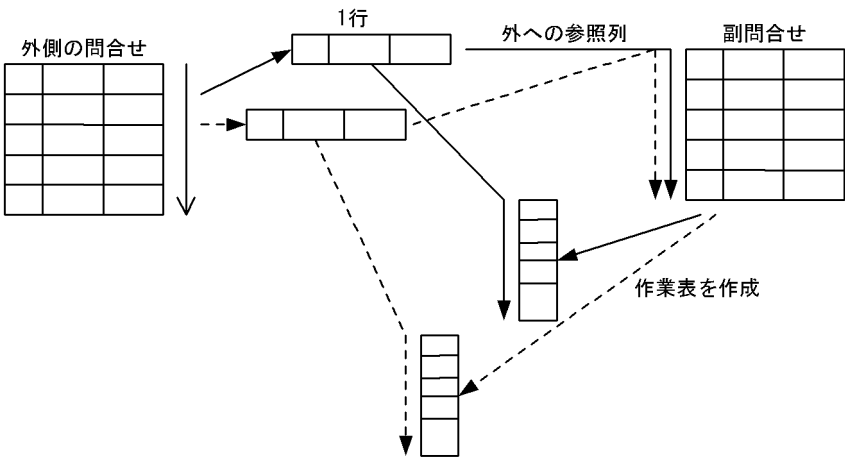 外側の問合せ
1行
外への参照列
副問合せ
作業表を作成